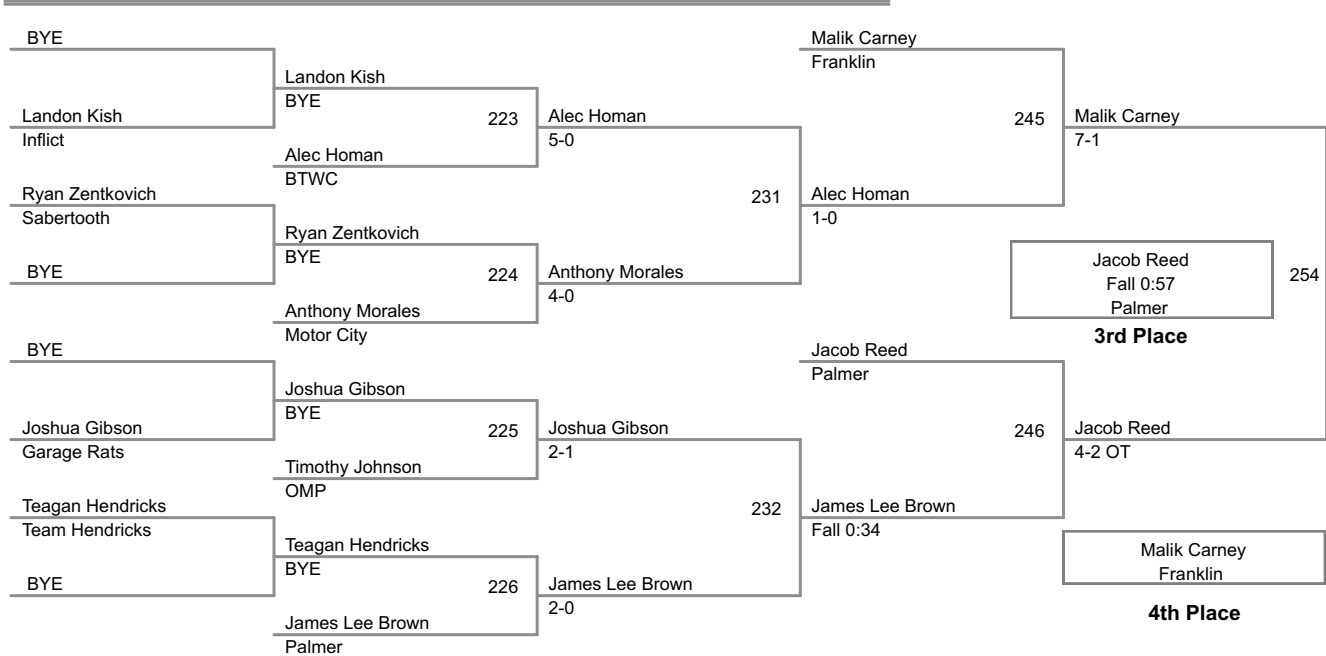 BYE
Landon Kish
Inflict
Ryan Zentkovich
Sabertooth
BYE
BYE
Joshua Gibson
Garage Rats
Teagan Hendricks
Team Hendricks
BYE
Landon Kish
BYE
223
Alec Homan
BTWC
Ryan Zentkovich
BYE
224
Anthony Morales
Motor City
Joshua Gibson
BYE
225
Timothy Johnson
OMP
Teagan Hendricks
BYE
226
James Lee Brown
Palmer
Alec Homan
5-0
231
Anthony Morales
4-0
Joshua Gibson
2-1
232
James Lee Brown
2-0
Malik Carney
Franklin
245
Alec Homan
1-0
Jacob Reed
Palmer
246
James Lee Brown
Fall 0:34
Malik Carney
7-1
Jacob Reed
Fall 0:57
Palmer
254
3rd Place
Jacob Reed
4-2 OT
Malik Carney
Franklin
4th Place